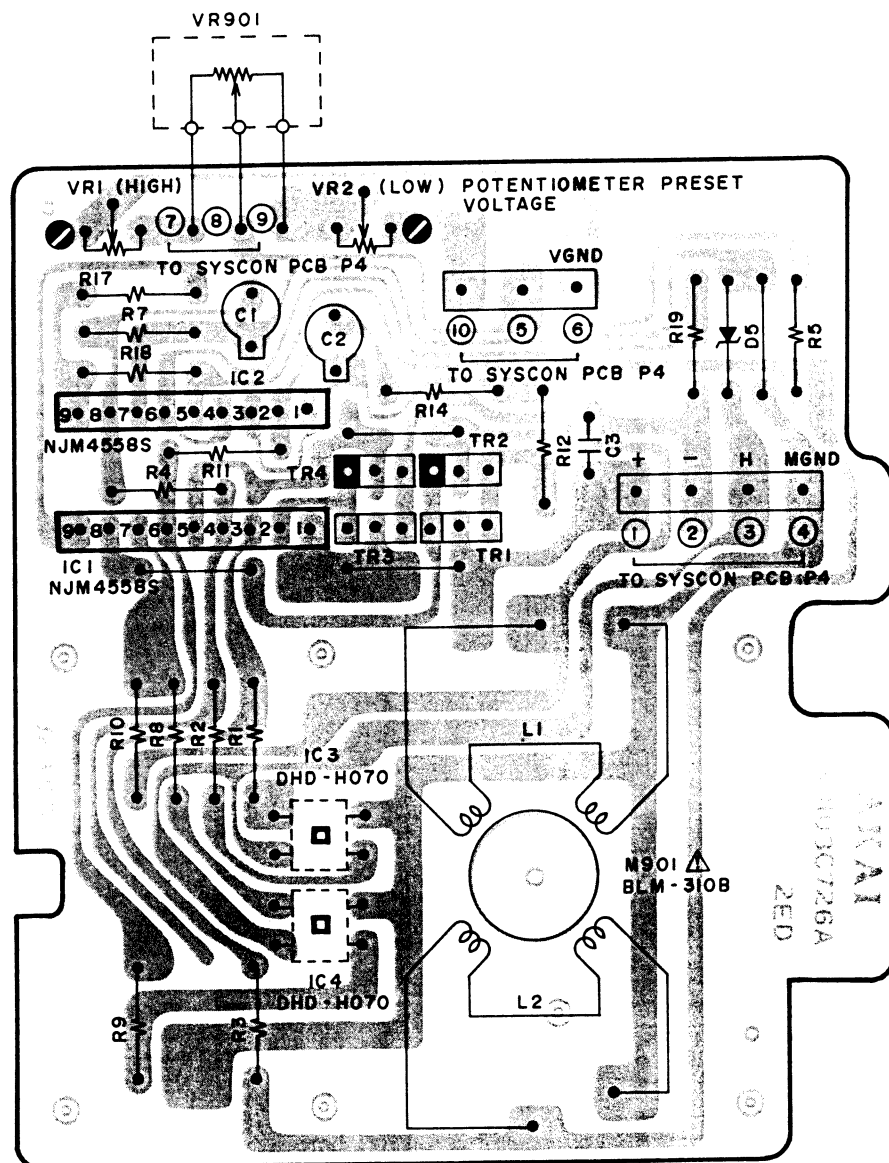 VR901
VR1 (HIGH)
VR2 (LOW) POTENTIOMETER PRESET
VOLTAGE
7 8 9
TO SYSCON PCB P4
VGND
R17
R7
R18
C1
C2
10 5 6
TO SYSCON PCB P4
R19
D5
R5
IC2
9 8 7 6 5 4 3 2 1
NJM4558S
R14
R11
R4
TR4
TR2
R12
C3
+ - H MGND
9 8 7 6 5 4 3 2 1
IC1
NJM4558S
TR3
TR1
1 2 3 4
TO SYSCON PCB P4
R10
R8
R2
R1
IC3
DHD-H070
L1
M901
BLM-310B
AKAI
2ED
IC4
DHD-H070
L2
R9
R3